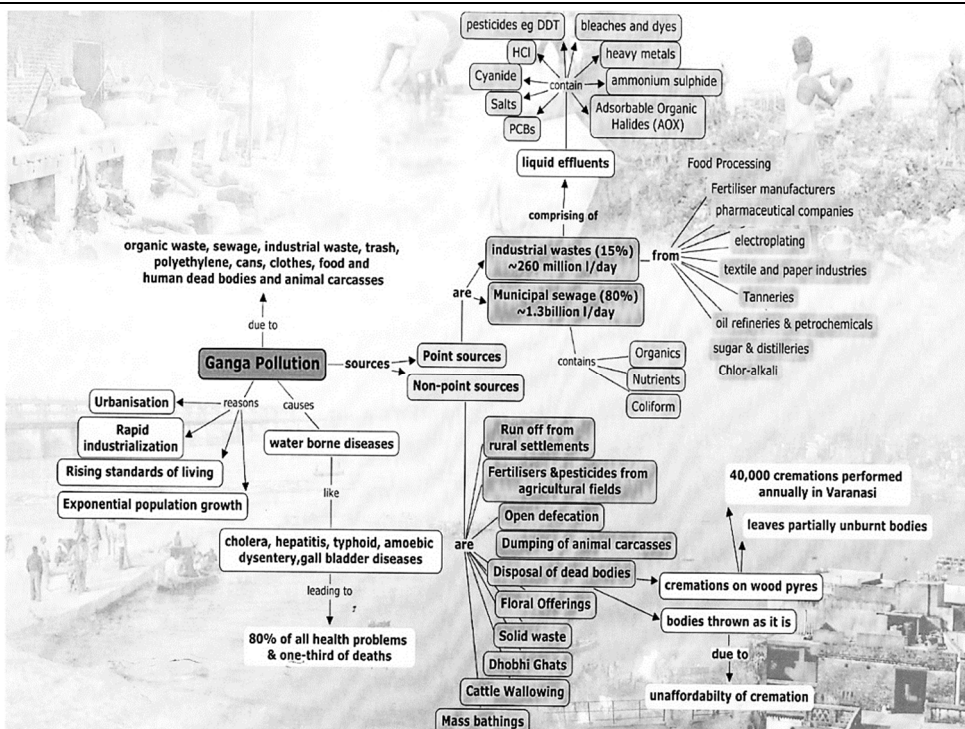 pesticides eg DDT
bleaches and dyes
HCl
heavy metals
Cyanide
contain
ammonium sulphide
Salts
Adsorbable Organic
Halides (AOX)
PCBs
liquid effluents
Food Processing
Fertiliser manufacturers
comprising of
pharmaceutical companies
organic waste, sewage, industrial waste, trash,
polyethylene, cans, clothes, food and
human dead bodies and animal carcasses
industrial wastes (15%)
~260 million l/day
from
electroplating
textile and paper industries
are
Municipal sewage (80%)
~1.3billion l/day
Tanneries
due to
oil refineries & petrochemicals
sugar & distilleries
Chlor-alkali
Ganga Pollution
sources
Point sources
Non-point sources
contains
Organics
Nutrients
Coliform
Urbanisation
reasons
causes
Rapid
industrialization
water borne diseases
Rising standards of living
Exponential population growth
like
Run off from
rural settlements
Fertilisers &pesticides from
agricultural fields
40,000 cremations performed
annually in Varanasi
Open defecation
leaves partially unburnt bodies
cholera, hepatitis, typhoid, amoebic
dysentery,gall bladder diseases
are
Dumping of animal carcasses
Disposal of dead bodies
cremations on wood pyres
leading to
Floral Offerings
bodies thrown as it is
80% of all health problems
& one-third of deaths
Solid waste
due to
Dhobhi Ghats
Cattle Wallowing
unaffordabilty of cremation
Mass bathings